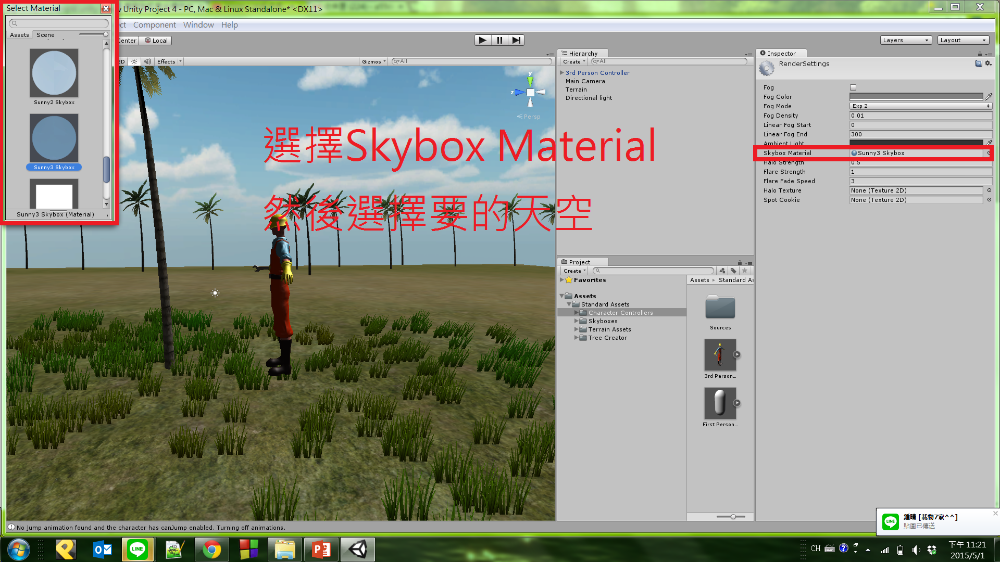 Select Material
w Unity Project 4 - PC, Mac & Linux Standalone* <DX11>
ect Component Window Help
Assets Scene
Center Local
Layers Layout
Sunny2 Skybox
Sunny3 Skybox
Sunny3 Skybox (Material)
2D Effects Gizmos All
y
z
Persp
選擇Skybox Material
然後選擇要的天空
Hierarchy
Create All
3rd Person Controller
Main Camera
Terrain
Directional light
Project
Create
Favorites
Assets
Standard Assets
Character Controllers
Skyboxes
Terrain Assets
Tree Creator
Assets Standard As
Sources
3rd Person...
First Person...
Inspector
RenderSettings
Fog
Fog Color
Fog Mode Exp 2
Fog Density 0.01
Linear Fog Start 0
Linear Fog End 300
Ambient Light
Skybox Material Sunny3 Skybox
Halo Strength 0.5
Flare Strength 1
Flare Fade Speed 3
Halo Texture None (Texture 2D)
Spot Cookie None (Texture 2D)
No jump animation found and the character has canJump enabled. Turning off animations.
LINE
鍾晴 [載物7家^^]
貼圖已傳送
LINE
CH
下午 11:21
2015/5/1